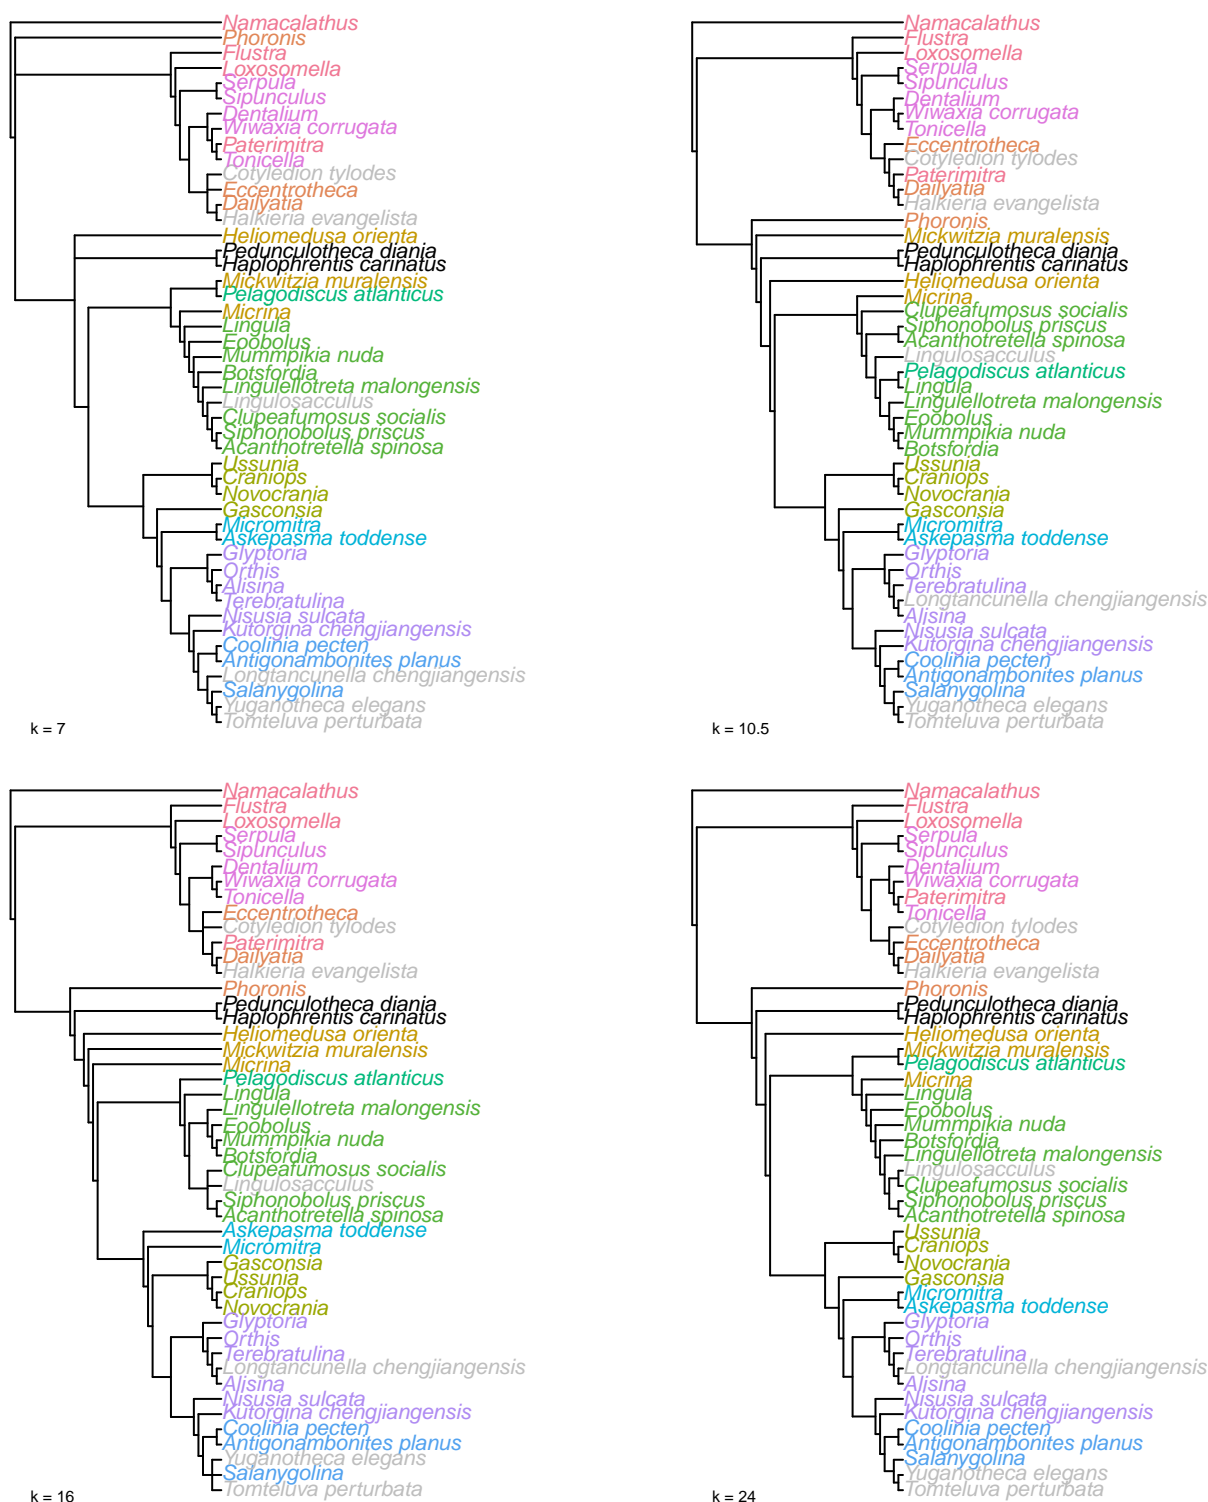 Namacalathus
Phoronis
Flustra
Loxosomella
Serpula
Sipunculus
Dentalium
Wiwaxia corrugata
Paterimitra
Tonicella
Cotyledion tylodes
Eccentrotheca
Dailyatia
Halkieria evangelista
Heliomedusa orienta
Pedunculotheca diania
Haplophrentis carinatus
Mickwitzia muralensis
Pelagodiscus atlanticus
Micrina
Lingula
Eoobolus
Mummpikia nuda
Botsfordia
Lingulellotreta malongensis
Lingulosacculus
Clupeafumosus socialis
Siphonobolus priscus
Acanthotretella spinosa
Ussunia
Craniops
Novocrania
Gasconsia
Micromitra
Askepasma toddense
Glyptoria
Orthis
Alisina
Terebratulina
Nisusia sulcata
Kutorgina chengjiangensis
Coolinia pecten
Antigonambonites planus
Longtancunella chengjiangensis
Salanygolina
Yuganotheca elegans
Tomteluva perturbata
k = 7
Namacalathus
Flustra
Loxosomella
Serpula
Sipunculus
Dentalium
Wiwaxia corrugata
Tonicella
Eccentrotheca
Cotyledion tylodes
Paterimitra
Dailyatia
Halkieria evangelista
Phoronis
Mickwitzia muralensis
Pedunculotheca diania
Haplophrentis carinatus
Heliomedusa orienta
Micrina
Clupeafumosus socialis
Siphonobolus priscus
Acanthotretella spinosa
Lingulosacculus
Pelagodiscus atlanticus
Lingula
Lingulellotreta malongensis
Eoobolus
Mummpikia nuda
Botsfordia
Ussunia
Craniops
Novocrania
Gasconsia
Micromitra
Askepasma toddense
Glyptoria
Orthis
Terebratulina
Longtancunella chengjiangensis
Alisina
Nisusia sulcata
Kutorgina chengjiangensis
Coolinia pecten
Antigonambonites planus
Salanygolina
Yuganotheca elegans
Tomteluva perturbata
k = 10.5
Namacalathus
Flustra
Loxosomella
Serpula
Sipunculus
Dentalium
Wiwaxia corrugata
Tonicella
Eccentrotheca
Cotyledion tylodes
Paterimitra
Dailyatia
Halkieria evangelista
Phoronis
Pedunculotheca diania
Haplophrentis carinatus
Heliomedusa orienta
Mickwitzia muralensis
Micrina
Pelagodiscus atlanticus
Lingula
Lingulellotreta malongensis
Eoobolus
Mummpikia nuda
Botsfordia
Clupeafumosus socialis
Lingulosacculus
Siphonobolus priscus
Acanthotretella spinosa
Askepasma toddense
Micromitra
Gasconsia
Ussunia
Craniops
Novocrania
Glyptoria
Orthis
Terebratulina
Longtancunella chengjiangensis
Alisina
Nisusia sulcata
Kutorgina chengjiangensis
Coolinia pecten
Antigonambonites planus
Yuganotheca elegans
Salanygolina
Tomteluva perturbata
k = 16
Namacalathus
Flustra
Loxosomella
Serpula
Sipunculus
Dentalium
Wiwaxia corrugata
Paterimitra
Tonicella
Cotyledion tylodes
Eccentrotheca
Dailyatia
Halkieria evangelista
Phoronis
Pedunculotheca diania
Haplophrentis carinatus
Heliomedusa orienta
Mickwitzia muralensis
Pelagodiscus atlanticus
Micrina
Lingula
Eoobolus
Mummpikia nuda
Botsfordia
Lingulellotreta malongensis
Lingulosacculus
Clupeafumosus socialis
Siphonobolus priscus
Acanthotretella spinosa
Ussunia
Craniops
Novocrania
Gasconsia
Micromitra
Askepasma toddense
Glyptoria
Orthis
Terebratulina
Longtancunella chengjiangensis
Alisina
Nisusia sulcata
Kutorgina chengjiangensis
Coolinia pecten
Antigonambonites planus
Salanygolina
Yuganotheca elegans
Tomteluva perturbata
k = 24